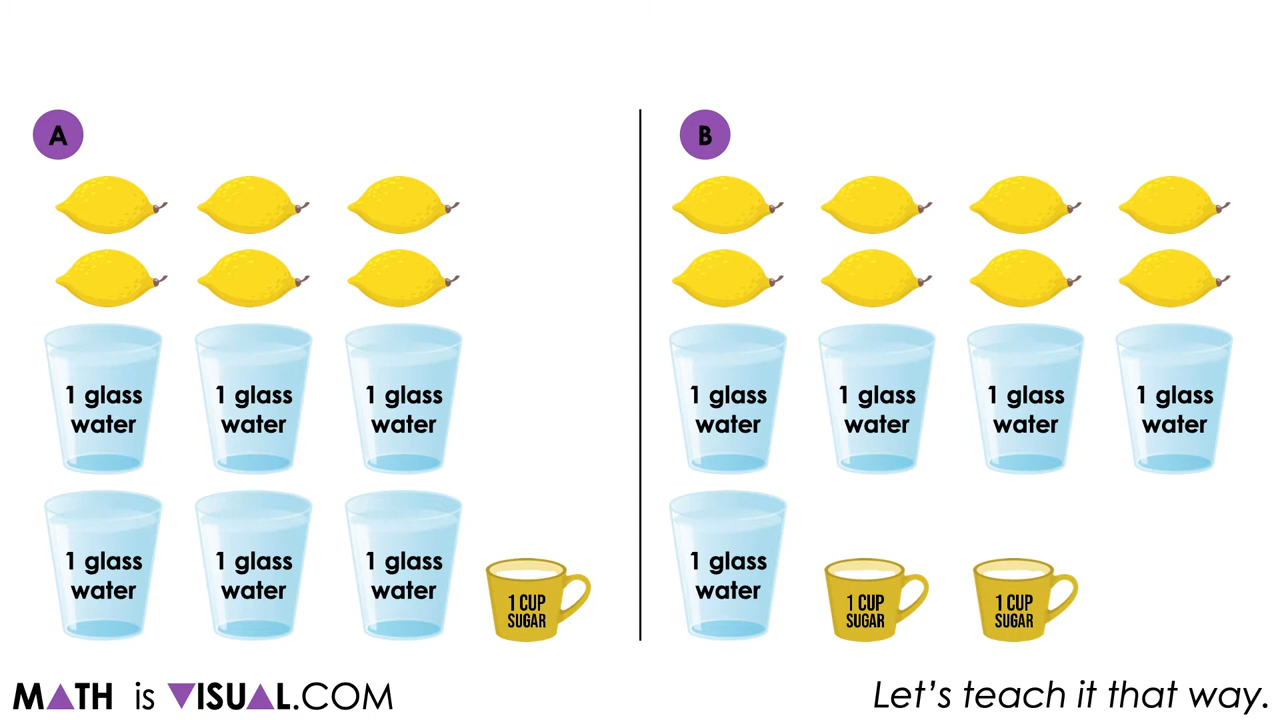 A
B
1 glass
water
1 glass
water
1 glass
water
1 glass
water
1 glass
water
1 glass
water
1 CUP
SUGAR
1 glass
water
1 glass
water
1 glass
water
1 glass
water
1 glass
water
1 CUP
SUGAR
1 CUP
SUGAR
MATH is VISUAL.COM
Let's teach it that way.